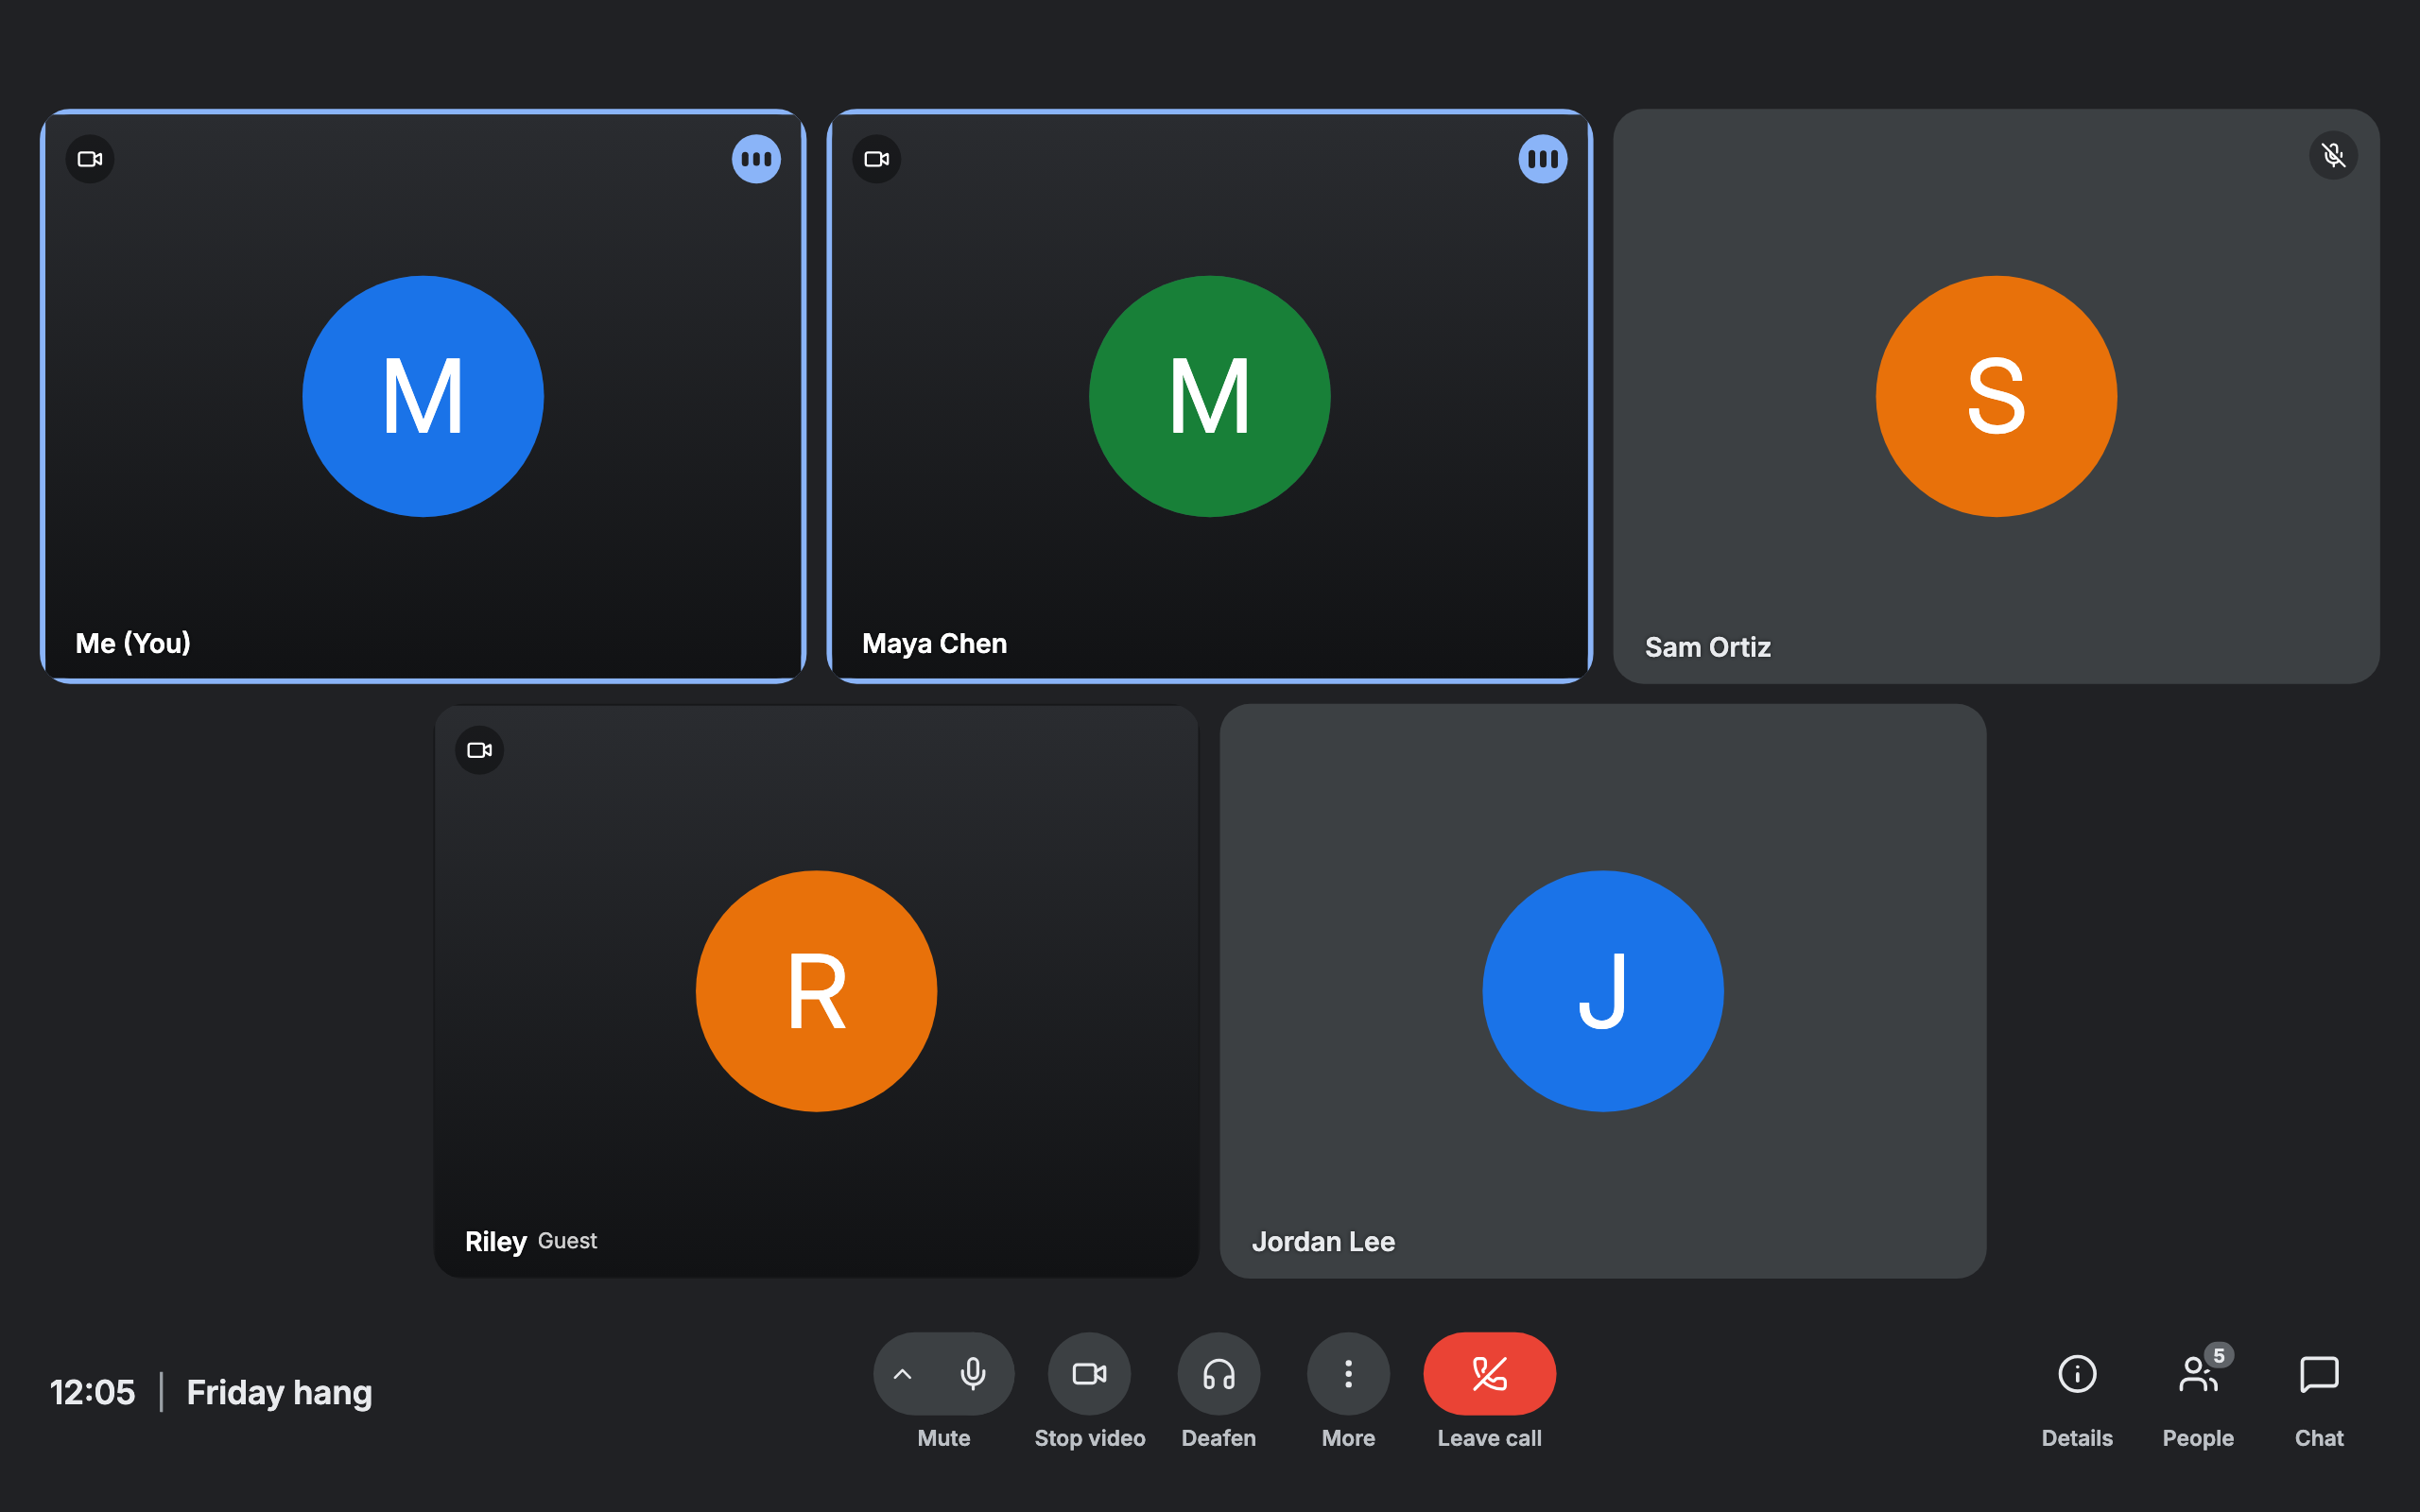 M
Me (You)
M
Maya Chen
S
Sam Ortiz
R
Riley Guest
J
Jordan Lee
12:05 | Friday hang
Mute
Stop video
Deafen
More
Leave call
Details
5
People
Chat